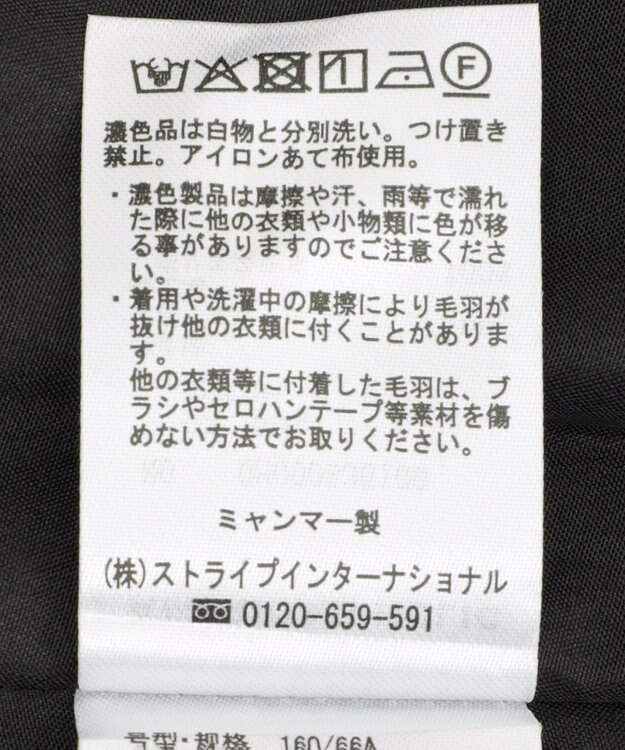 F
濃色品は白物と分別洗い。つけ置き
禁止。アイロンあて布使用。
・濃色製品は摩擦や汗、雨等で濡れ
た際に他の衣類や小物類に色が移
る事がありますのでご注意くださ
い。
・着用や洗濯中の摩擦により毛羽が
抜け他の衣類に付くことがありま
す。
他の衣類等に付着した毛羽は、ブ
ラシやセロハンテープ等素材を傷
めない方法でお取りください。
ミャンマー製
(株)ストライプインターナショナル
0120-659-591
号型·规格 160/66A